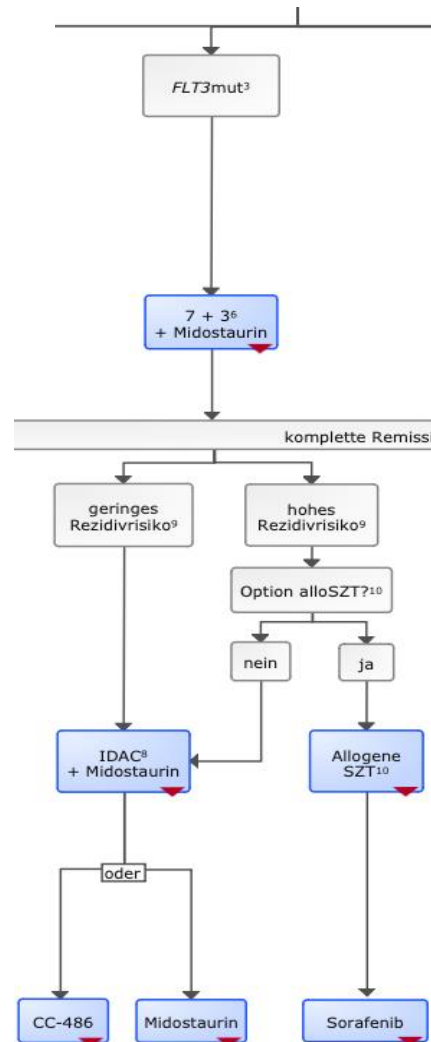 FLT3mut³
7 + 3⁶
+ Midostaurin
komplette Remissi
geringes
Rezidivrisiko⁹
hohes
Rezidivrisiko⁹
Option alloSZT?¹⁰
nein
ja
IDAC⁸
+ Midostaurin
Allogene
SZT¹⁰
oder
CC-486
Midostaurin
Sorafenib